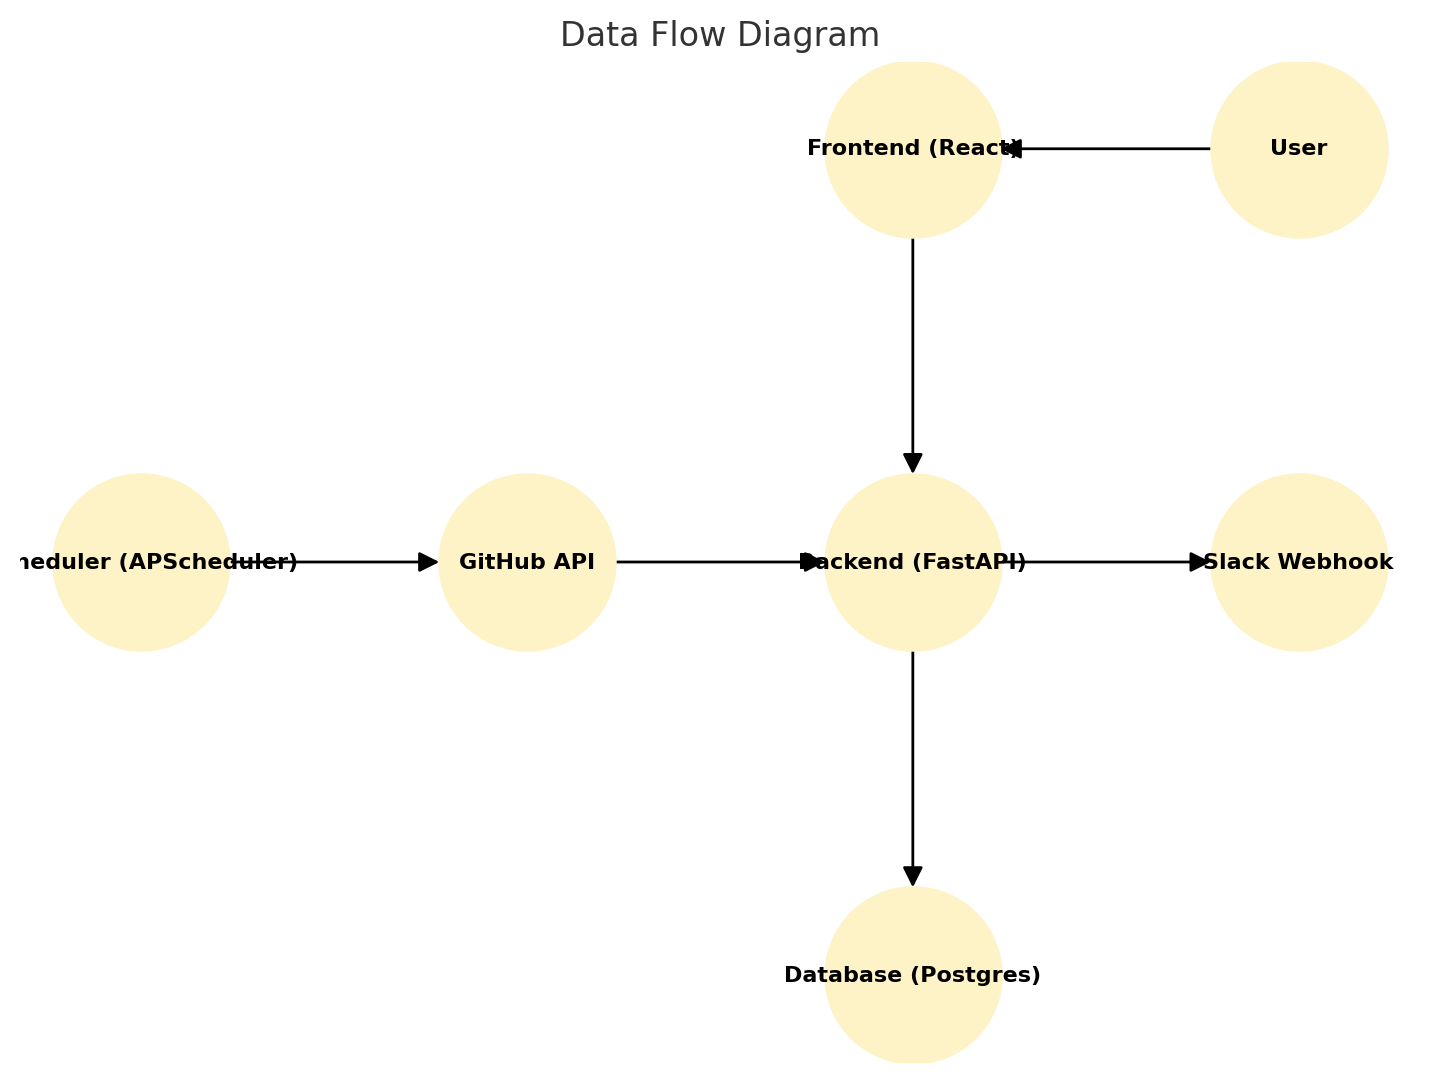 Data Flow Diagram
Frontend (React)
User
heduler (APScheduler)
GitHub API
Backend (FastAPI)
Slack Webhook
Database (Postgres)